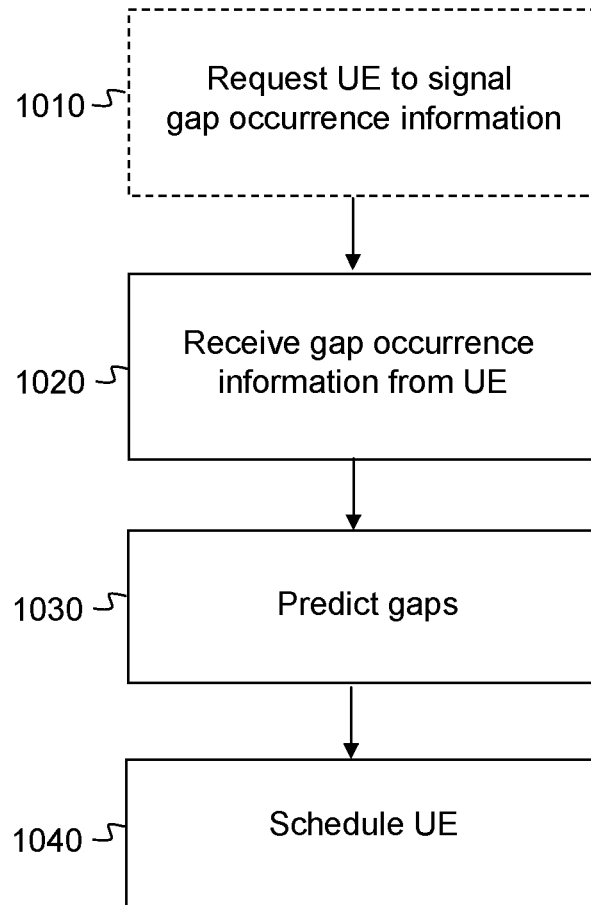 1010
Request UE to signal
gap occurrence information
1020
Receive gap occurrence
information from UE
1030
Predict gaps
1040
Schedule UE